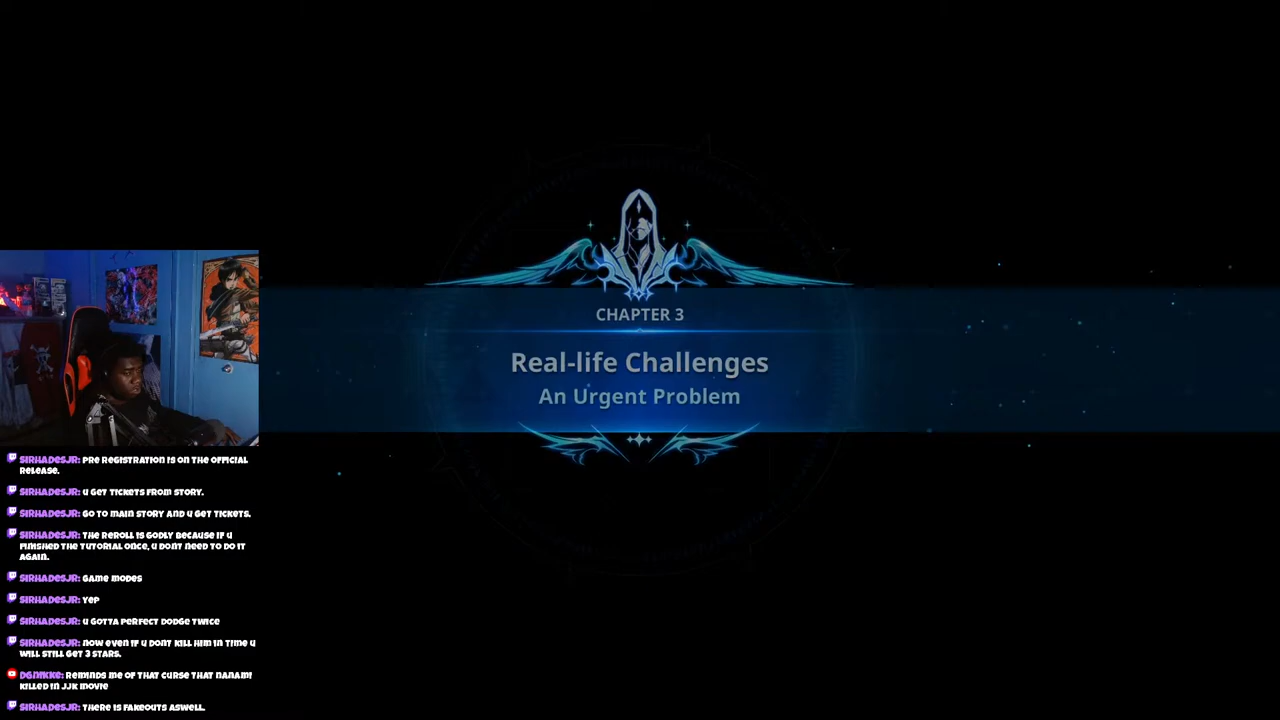 CHAPTER 3
Real-life Challenges
An Urgent Problem
SIRHADESJR: PRE REGISTRATION IS ON THE OFFICIAL
RELEASE.
SIRHADESJR: U GET TICKETS FROM STORY.
SIRHADESJR: GO TO MAIN STORY AND U GET TICKETS.
SIRHADESJR: THE REROLL IS GODLY BECAUSE IF U
FINISHED THE TUTORIAL ONCE, U DONT NEED TO DO IT
AGAIN.
SIRHADESJR: GAME MODES
SIRHADESJR: YEP
SIRHADESJR: U GOTTA PERFECT DODGE TWICE
SIRHADESJR: NOW EVEN IF U DONT KILL HIM IN TIME U
WILL STILL GET 3 STARS.
DGNIKKE: REMINDS ME OF THAT CURSE THAT NANAMI
KILLED IN JJK MOVIE
SIRHADESJR: THERE IS FAKEOUTS ASWELL.